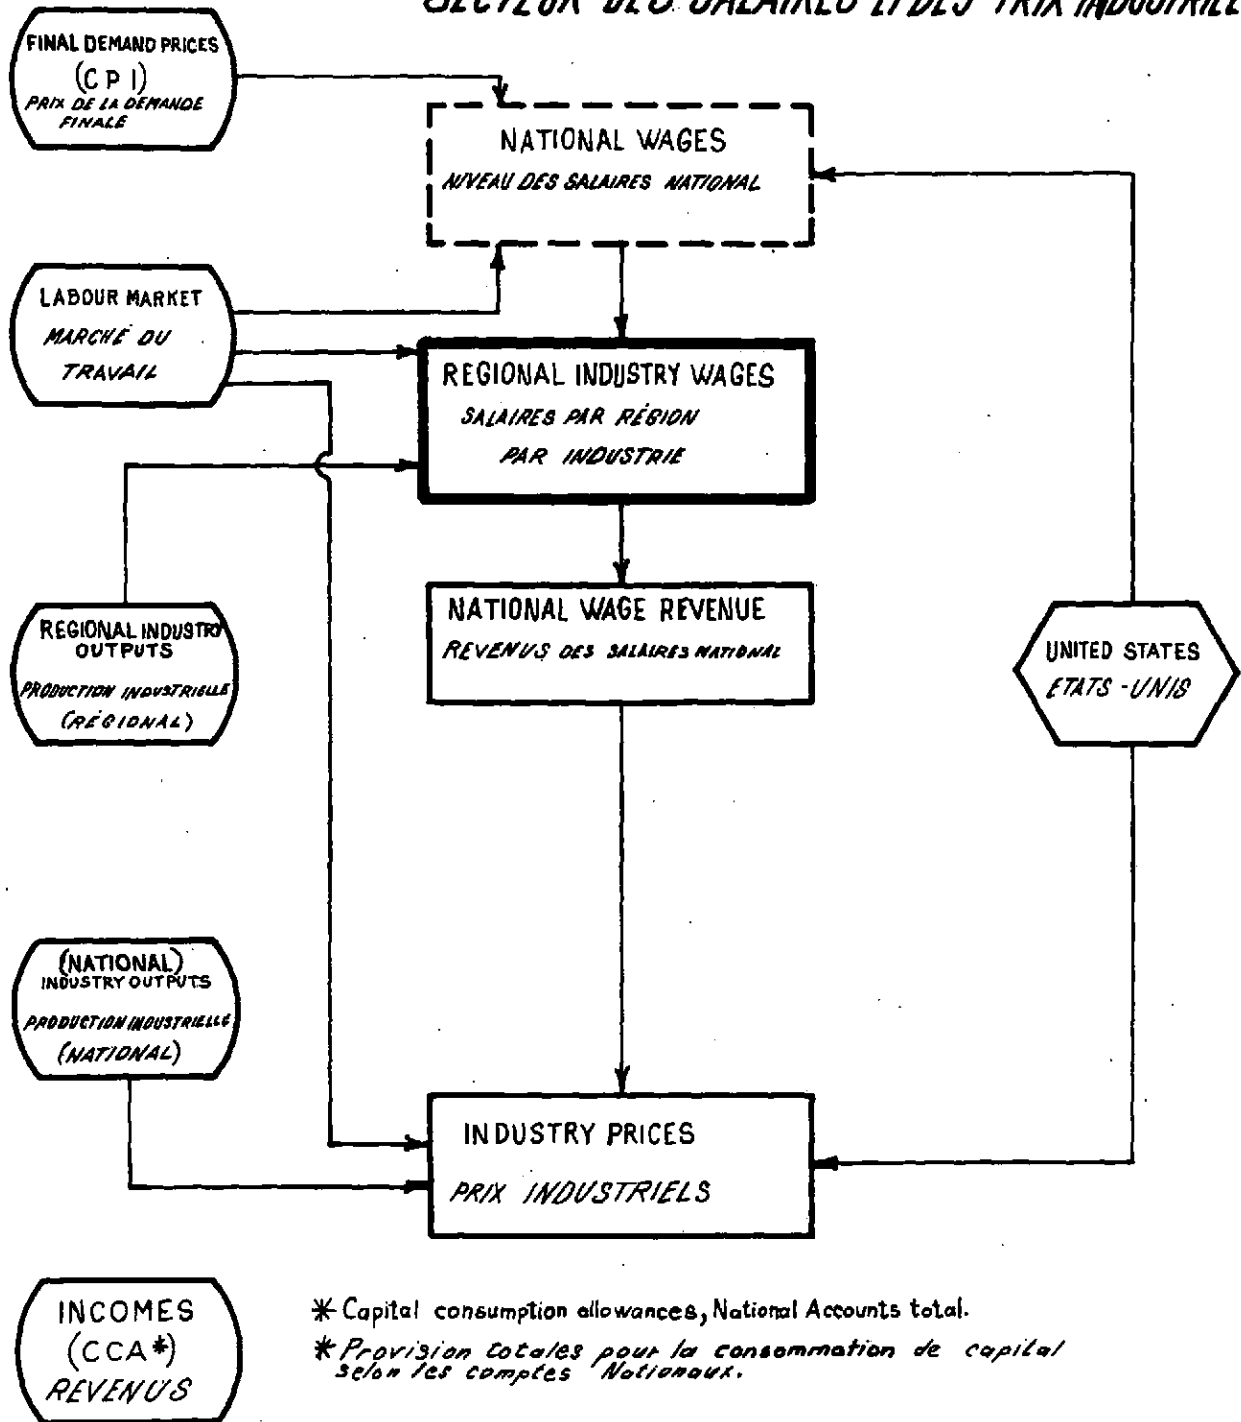 SECTEUR DES SALAIRES ET DES PRIX
FINAL DEMAND PRICES
(CPI)
PRIX DE LA DEMANDE
FINALE
NATIONAL WAGES
NIVEAU DES SALAIRES NATIONAL
LABOUR MARKET
MARCHÉ DU
TRAVAIL
REGIONAL INDUSTRY WAGES
SALAIRES PAR RÉGION
PAR INDUSTRIE
REGIONAL INDUSTRY
OUTPUTS
PRODUCTION INDUSTRIELLE
(RÉGIONAL)
NATIONAL WAGE REVENUE
REVENUS DES SALAIRES NATIONAL
UNITED STATES
ETATS-UNIS
(NATIONAL)
INDUSTRY OUTPUTS
PRODUCTION INDUSTRIELLE
(NATIONAL)
INDUSTRY PRICES
PRIX INDUSTRIELS
INCOMES
(CCA*)
REVENUS
* Capital consumption allowances, National Accounts total.
* Provision totales pour la consommation de capital
selon les comptes Nationaux.